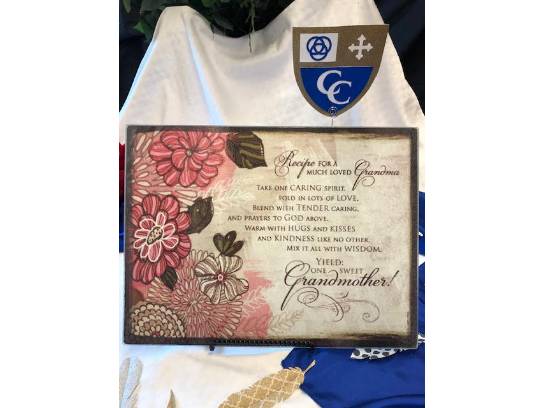 CC
Recipe FOR A
MUCH LOVED Grandma
TAKE ONE CARING SPIRIT,
FOLD IN LOTS OF LOVE.
BLEND WITH TENDER CARING,
AND PRAYERS TO GOD ABOVE.
WARM WITH HUGS AND KISSES
AND KINDNESS LIKE NO OTHER.
MIX IT ALL WITH WISDOM.
YIELD:
ONE SWEET
Grandmother!